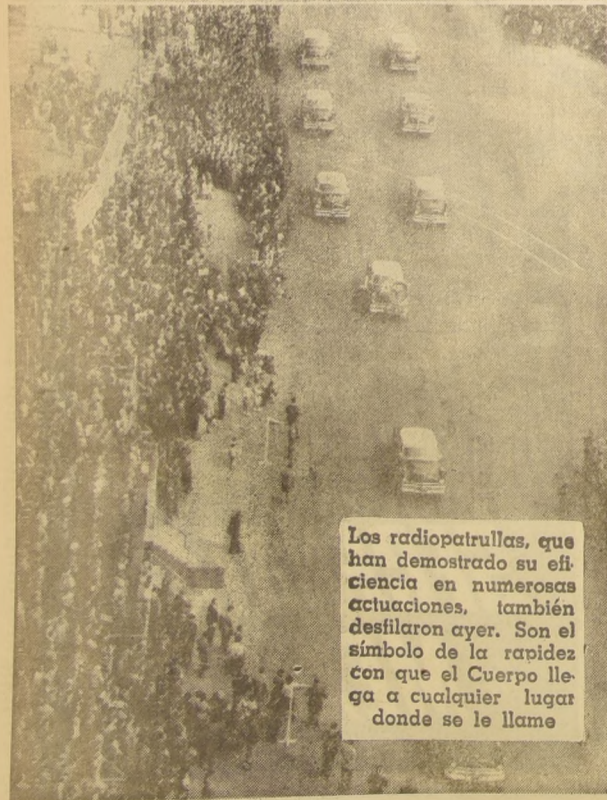 Los radiopatrullas, que
han demostrado su efi-
ciencia en numerosas
actuaciones, también
desfilaron ayer. Son el
símbolo de la rapidez
con que el Cuerpo lle-
ga a cualquier lugar
donde se le llame